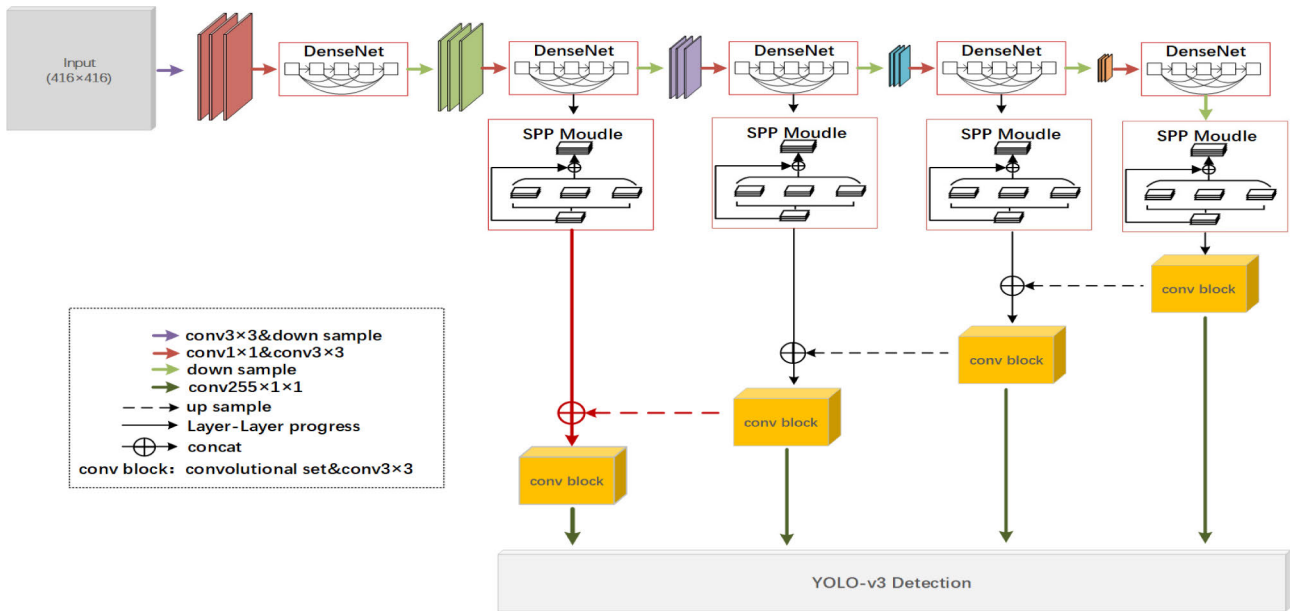 Input
(416×416)
DenseNet
DenseNet
DenseNet
DenseNet
DenseNet
SPP Moudle
SPP Moudle
SPP Moudle
SPP Moudle
conv block
conv block
conv block
conv block
conv3×3&down sample
conv1×1&conv3×3
down sample
conv255×1×1
up sample
Layer-Layer progress
concat
conv block: convolutional set&conv3×3
YOLO-v3 Detection